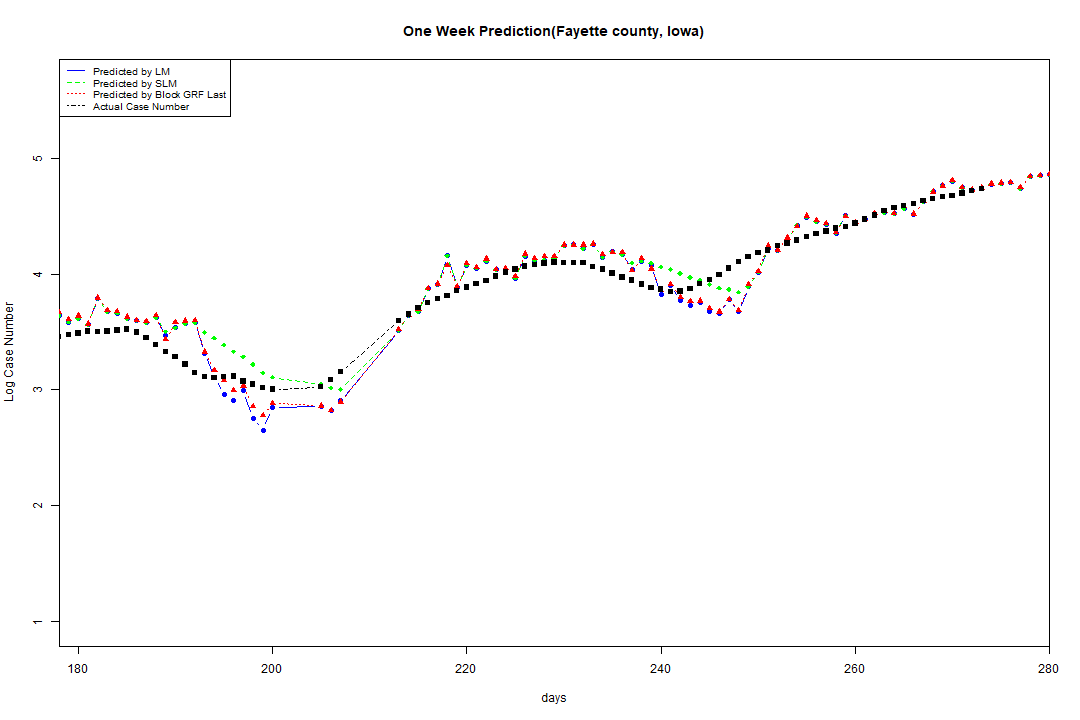 One Week Prediction(Fayette county, Iowa)
Predicted by LM
Predicted by SLM
Predicted by Block GRF Last
Actual Case Number
5
4
3
2
1
Log Case Number
180 200 220 240 260 280
days